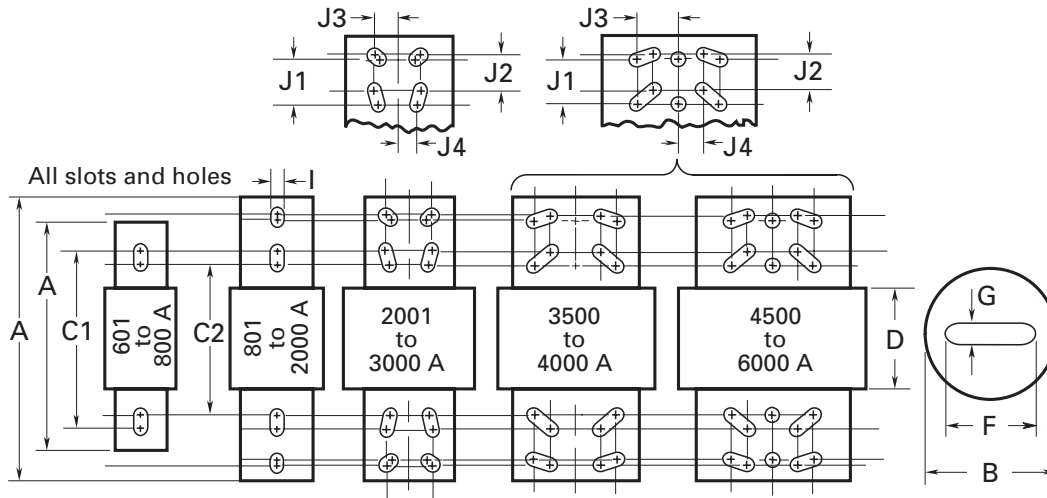 J3
J3
J1
J2
J1
J2
J4
J4
All slots and holes
I
A
A
C1
601
to
800 A
C2
801
to
2000 A
2001
to
3000 A
3500
to
4000 A
4500
to
6000 A
D
G
F
B